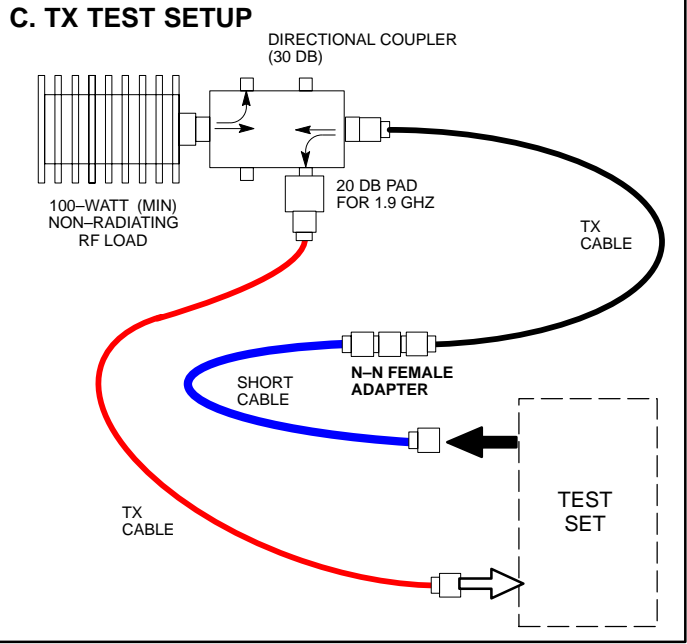 C. TX TEST SETUP
DIRECTIONAL COUPLER
(30 DB)
100–WATT (MIN)
NON–RADIATING
RF LOAD
20 DB PAD
FOR 1.9 GHZ
TX
CABLE
N–N FEMALE
ADAPTER
SHORT
CABLE
TEST
SET
TX
CABLE